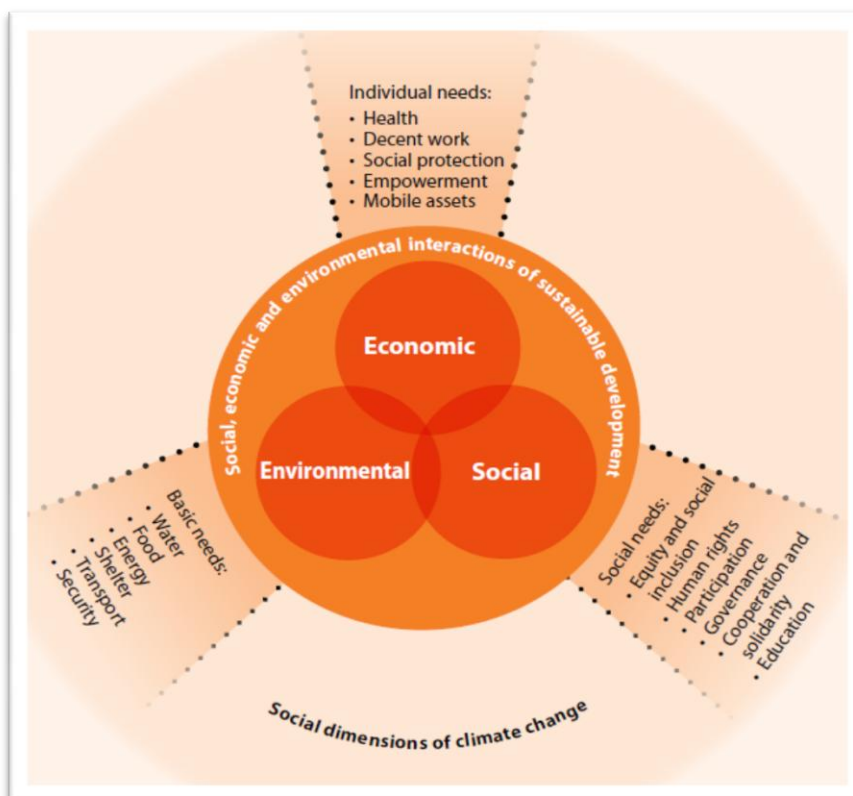 Individual needs:
• Health
• Decent work
• Social protection
• Empowerment
• Mobile assets
Social, economic and environmental interactions of sustainable development
Economic
Environmental
Social
Basic needs:
• Water
• Food
• Energy
• Shelter
• Transport
• Security
Social needs:
• Equity and social
inclusion
• Human rights
• Participation
• Governance
• Cooperation and
solidarity
• Education
Social dimensions of climate change